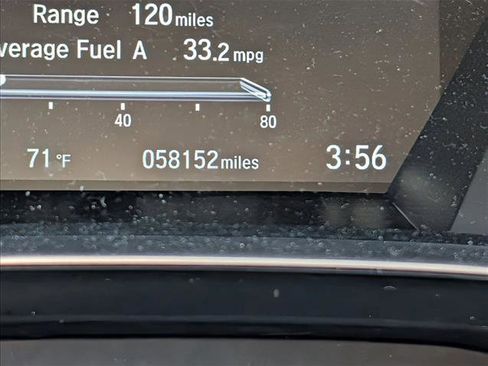 Range 120 miles
verage Fuel A 33.2 mpg
40 80
71 °F 058152 miles 3:56